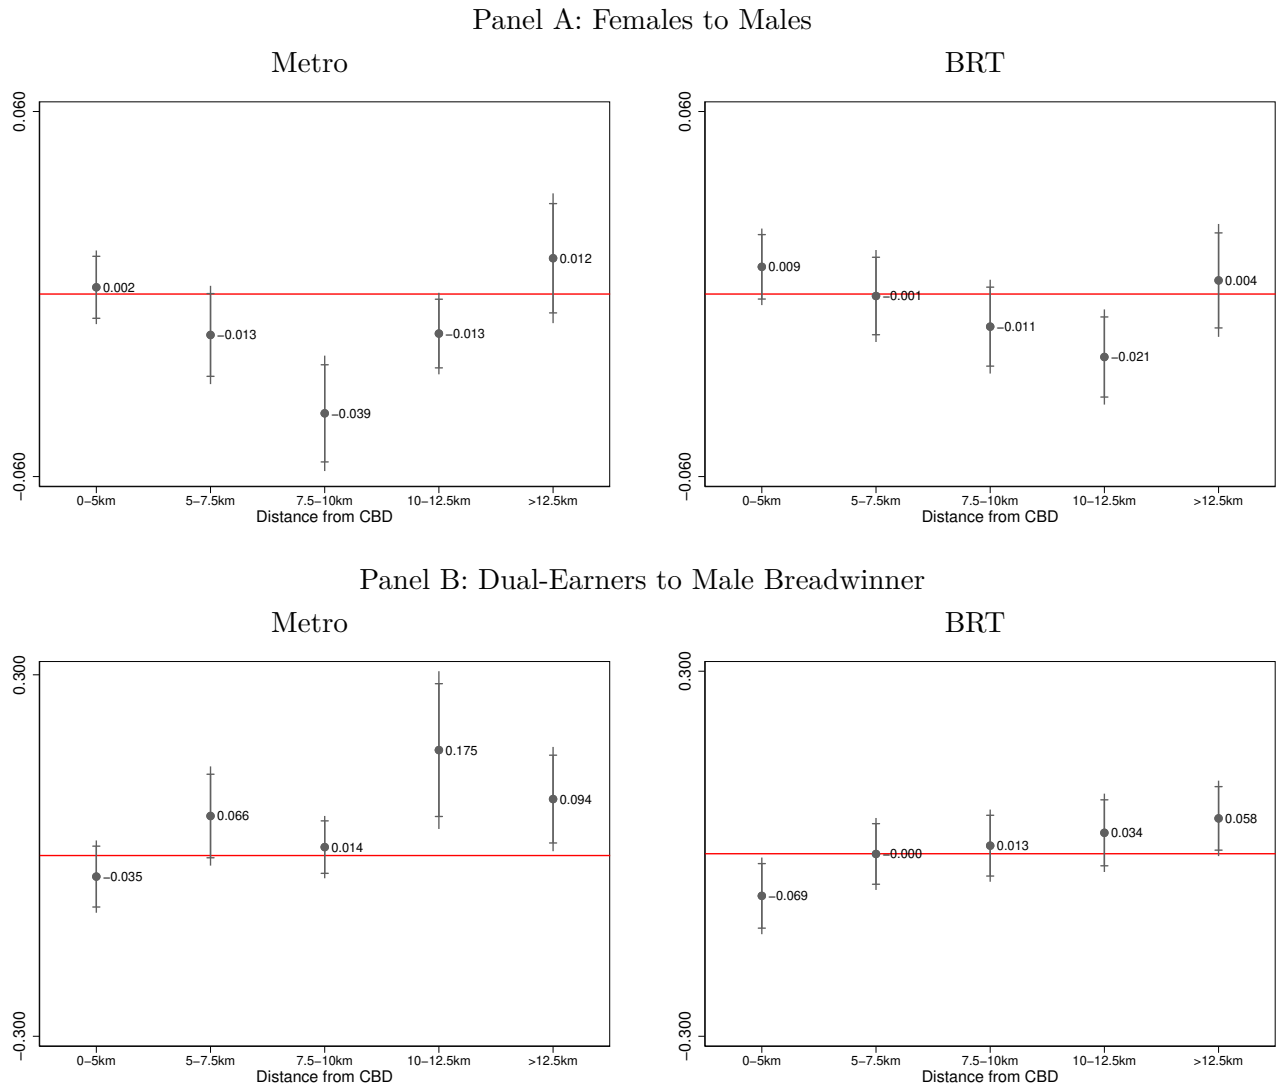 Panel A: Females to Males
Metro
0.060
−0.060
0.002
−0.013
−0.039
−0.013
0.012
0−5km 5−7.5km 7.5−10km 10−12.5km >12.5km
Distance from CBD
BRT
0.060
−0.060
0.009
−0.001
−0.011
−0.021
0.004
0−5km 5−7.5km 7.5−10km 10−12.5km >12.5km
Distance from CBD
Panel B: Dual-Earners to Male Breadwinner
Metro
0.300
−0.300
−0.035
0.066
0.014
0.175
0.094
0−5km 5−7.5km 7.5−10km 10−12.5km >12.5km
Distance from CBD
BRT
0.300
−0.300
−0.069
−0.000
0.013
0.034
0.058
0−5km 5−7.5km 7.5−10km 10−12.5km >12.5km
Distance from CBD